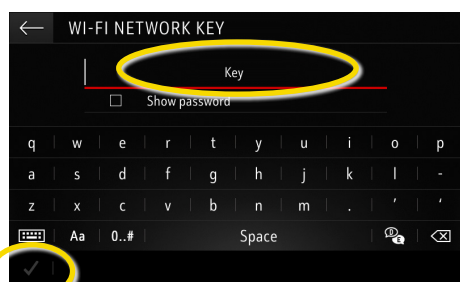 WI-FI NETWORK KEY
Key
Show password
q w e r t y u i o p
a s d f g h j k l -
z x c v b n m . , '
Aa 0..# Space